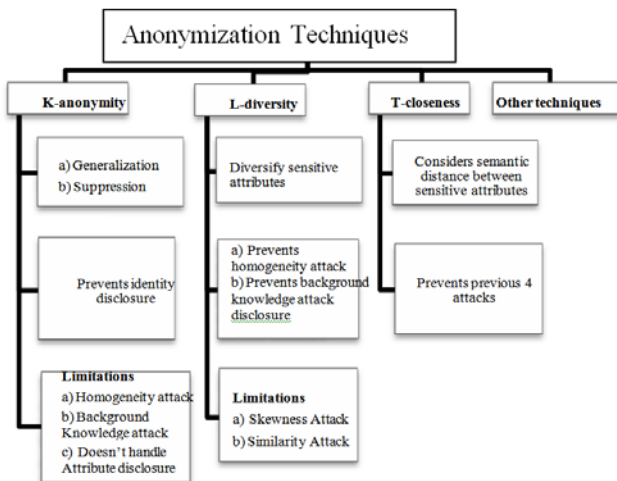 Anonymization Techniques
K-anonymity
L-diversity
T-closeness
Other techniques
a) Generalization
b) Suppression
Prevents identity
disclosure
Limitations
a) Homogeneity attack
b) Background
Knowledge attack
c) Doesn't handle
Attribute disclosure
Diversify sensitive
attributes
a) Prevents
homogeneity attack
b) Prevents background
knowledge attack
disclosure
Limitations
a) Skewness Attack
b) Similarity Attack
Considers semantic
distance between
sensitive attributes
Prevents previous 4
attacks